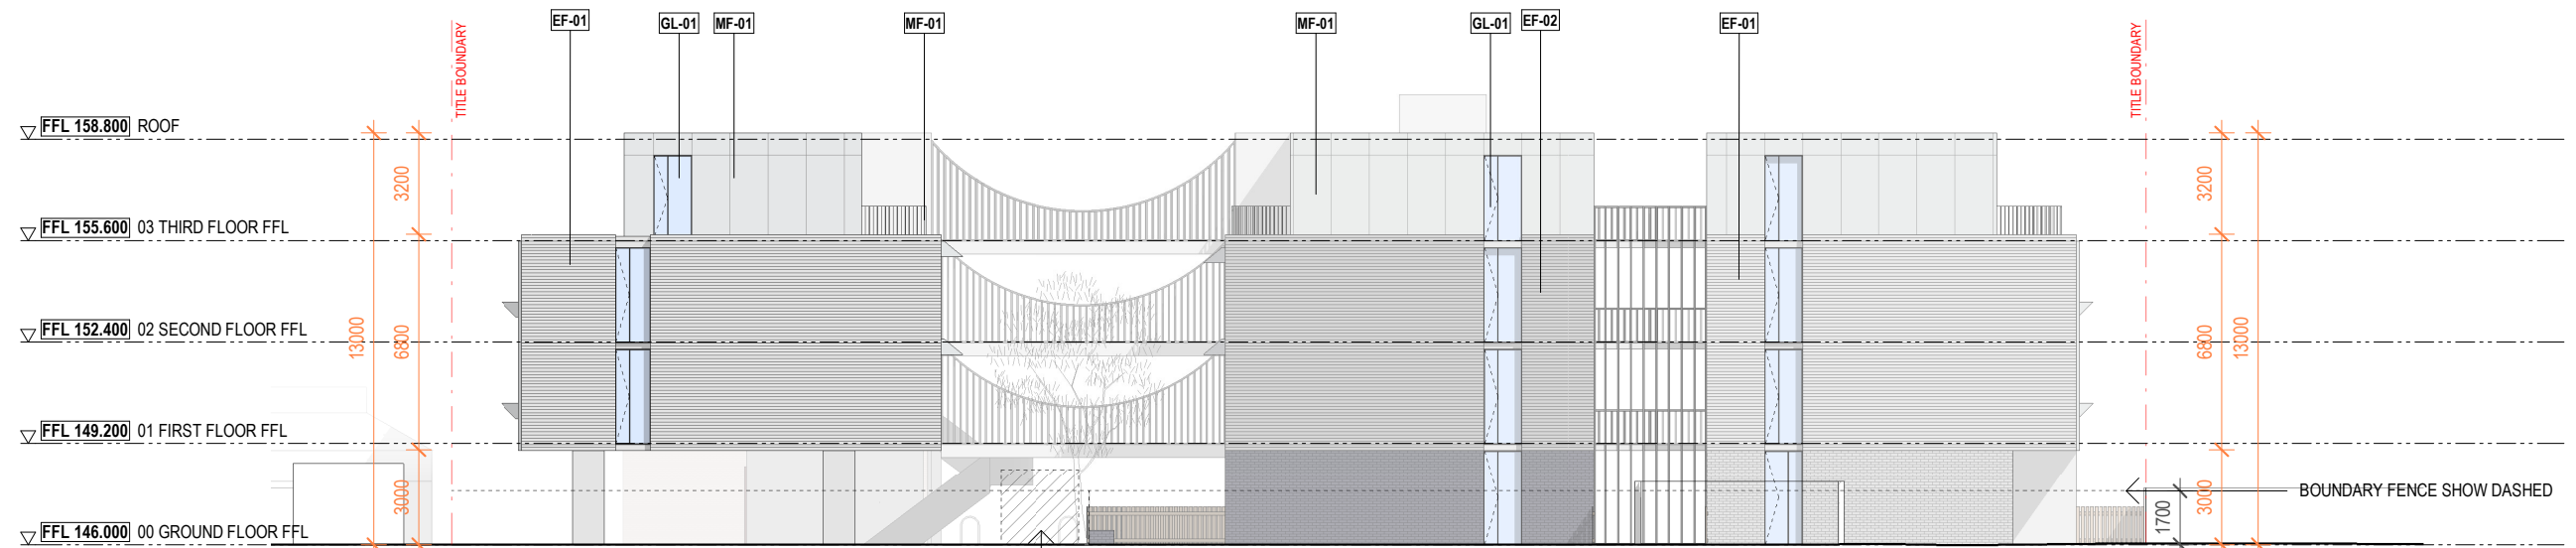 EF-01
GL-01
MF-01
MF-01
MF-01
GL-01
EF-02
EF-01
TITLE BOUNDARY
TITLE BOUNDARY
FFL 158.800 ROOF
3200
3200
FFL 155.600 03 THIRD FLOOR FFL
FFL 152.400 02 SECOND FLOOR FFL
13000
6800
6800
13000
FFL 149.200 01 FIRST FLOOR FFL
3000
3000
1700
BOUNDARY FENCE SHOW DASHED
FFL 146.000 00 GROUND FLOOR FFL